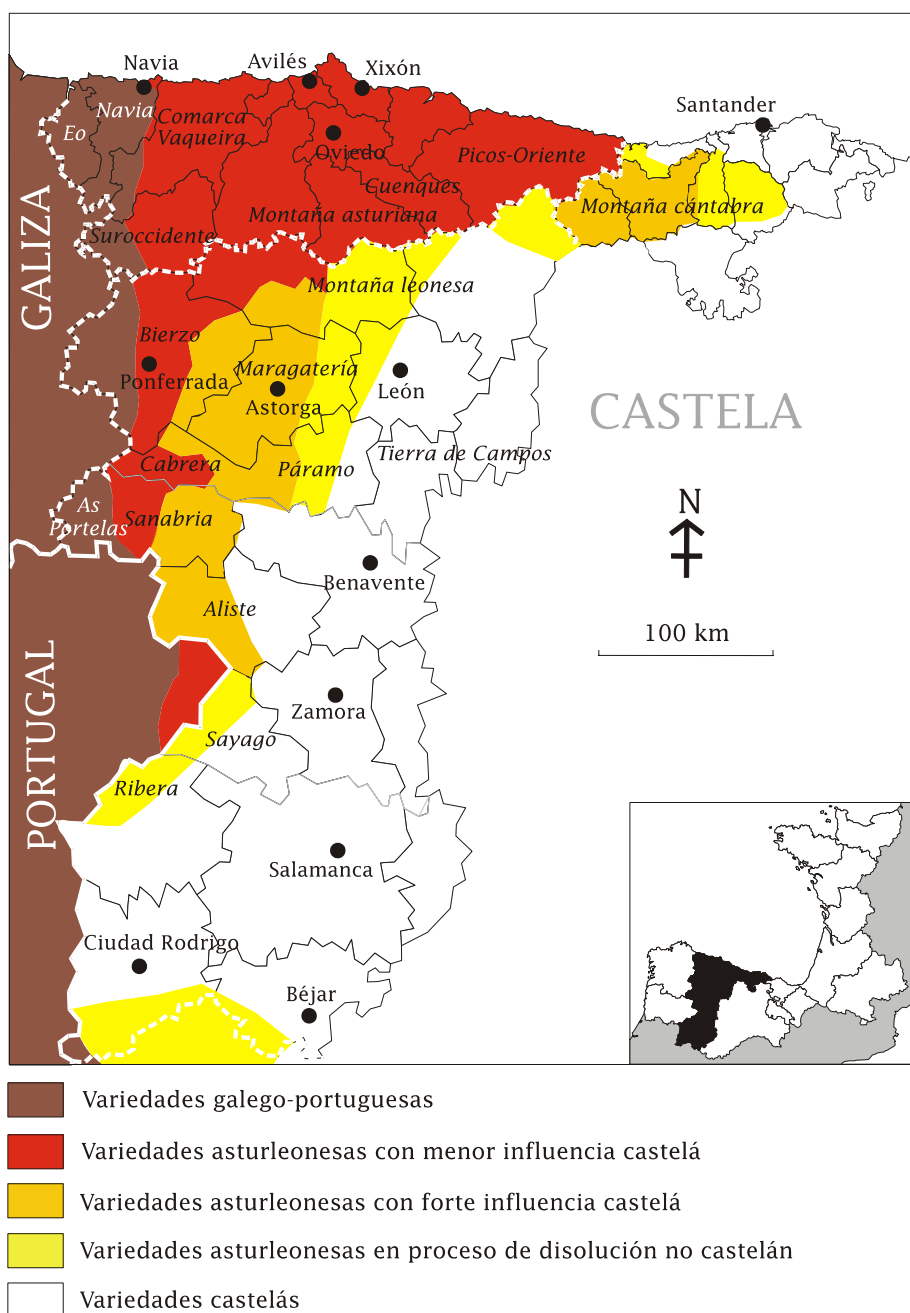 Navia
Avilés
Xixón
Santander
Eo
Navia
Comarca
Vaqueira
Oviedo
Picos-Oriente
Cuenques
Montaña asturiana
Montaña cántabra
Suroccidente
GALIZA
Montaña leonesa
Bierzo
Ponferrada
Maragatería
Astorga
León
CASTELA
Cabrera
Páramo
Tierra de Campos
As
Portelas
Sanabria
N
Benavente
Aliste
100 km
PORTUGAL
Zamora
Sayago
Ribera
Salamanca
Ciudad Rodrigo
Béjar
Variedades galego-portuguesas
Variedades asturleonesas con menor influencia castelá
Variedades asturleonesas con forte influencia castelá
Variedades asturleonesas en proceso de disolución no castelán
Variedades castelás